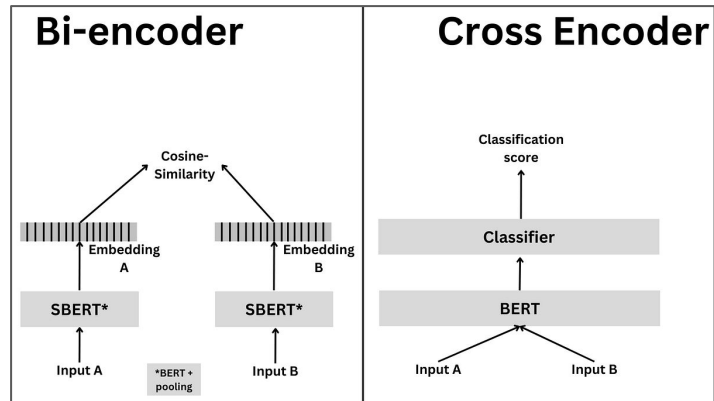 Bi-encoder
Cosine-
Similarity
Embedding
A
Embedding
B
SBERT*
SBERT*
Input A
*BERT +
pooling
Input B
Cross Encoder
Classification
score
Classifier
BERT
Input A
Input B